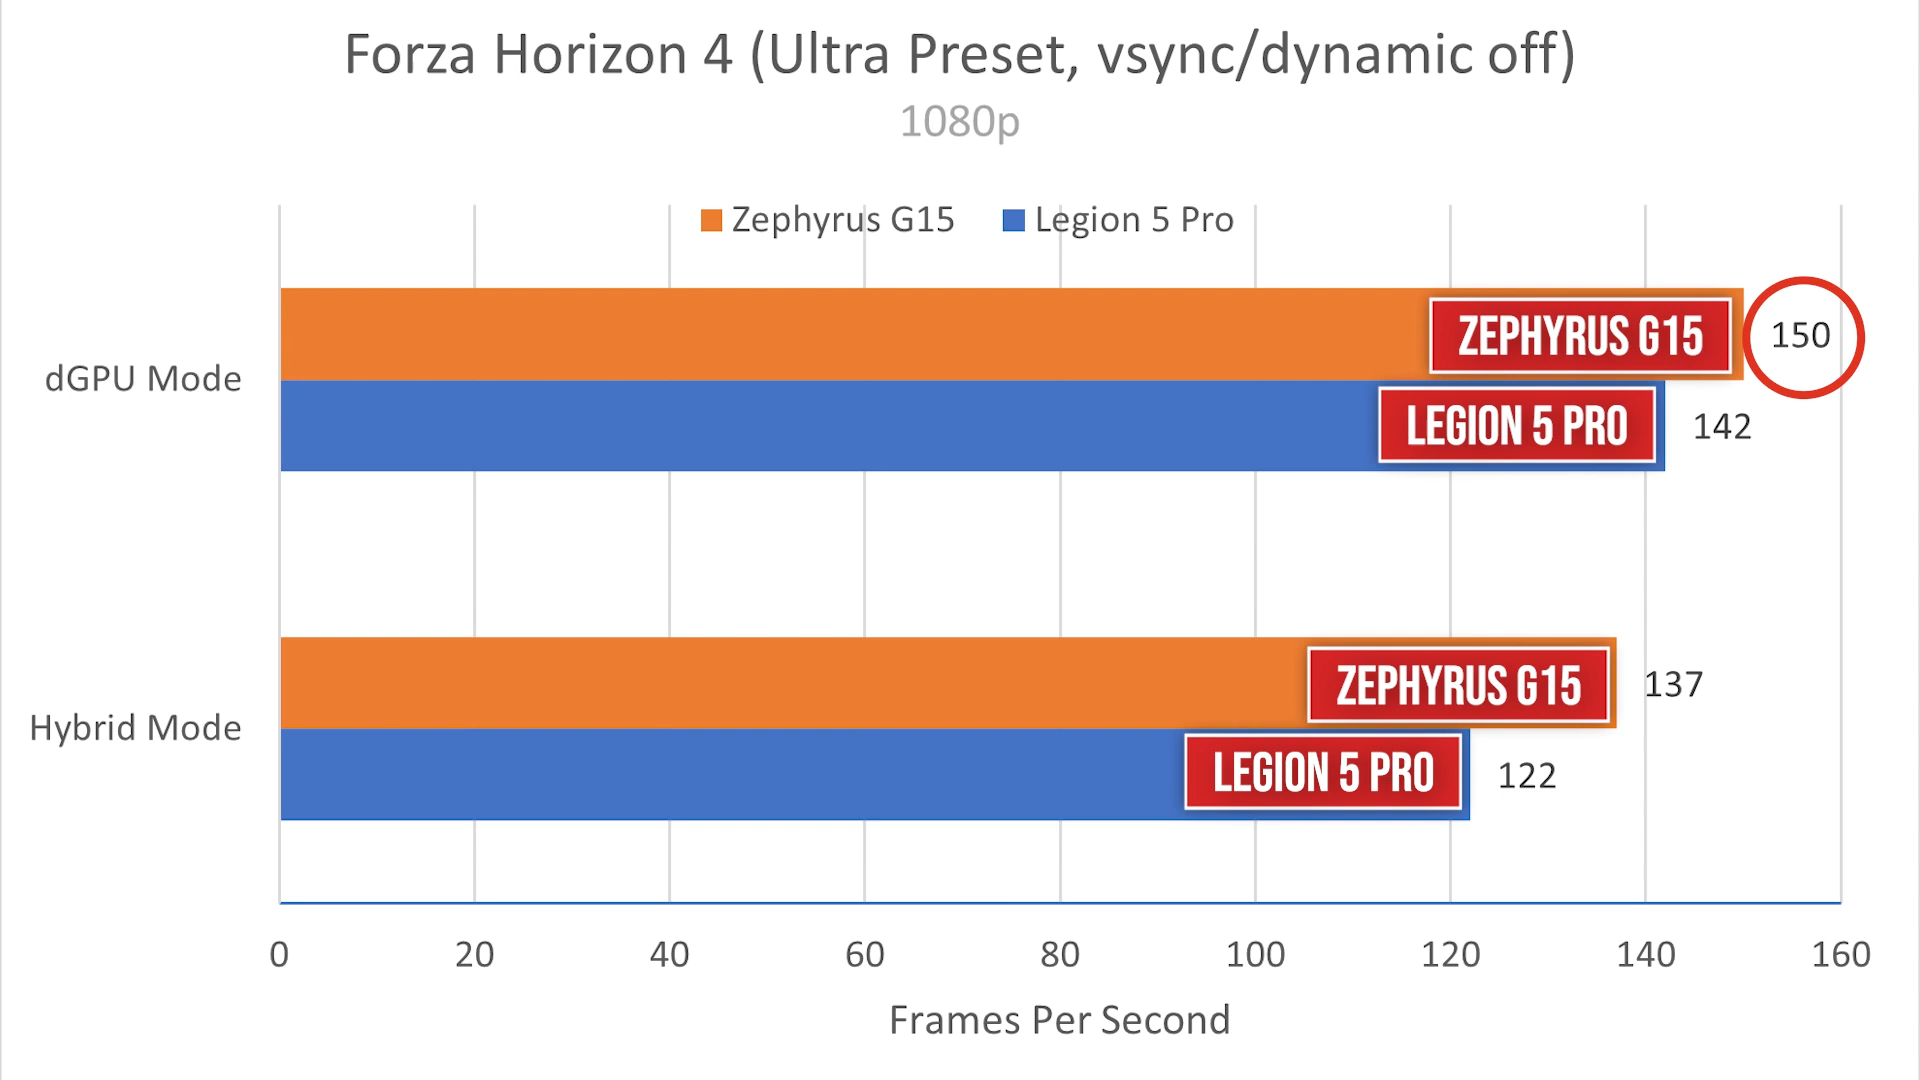 Forza Horizon 4 (Ultra Preset, vsync/dynamic off)
1080p
Zephyrus G15 Legion 5 Pro
dGPU Mode
ZEPHYRUS G15 150
LEGION 5 PRO 142
Hybrid Mode
ZEPHYRUS G15 137
LEGION 5 PRO 122
0 20 40 60 80 100 120 140 160
Frames Per Second